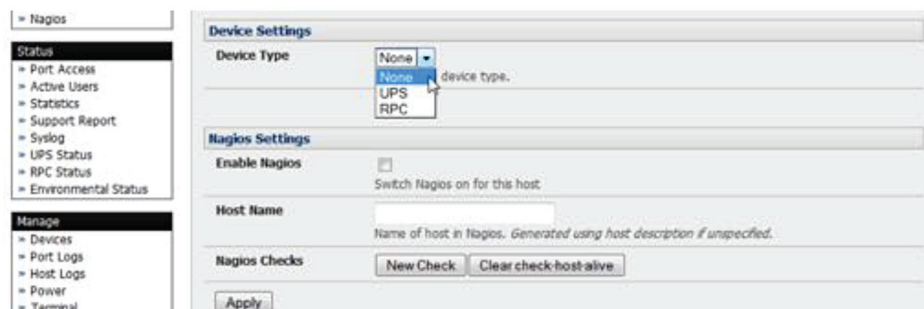 » Nagios
Status
» Port Access
» Active Users
» Statistics
» Support Report
» Syslog
» UPS Status
» RPC Status
» Environmental Status
Manage
» Devices
» Port Logs
» Host Logs
» Power
» Terminal
Device Settings
Device Type
None
None
device type.
UPS
RPC
Nagios Settings
Enable Nagios
Switch Nagios on for this host
Host Name
Name of host in Nagios. Generated using host description if unspecified.
Nagios Checks
New Check
Clear check-host-alive
Apply